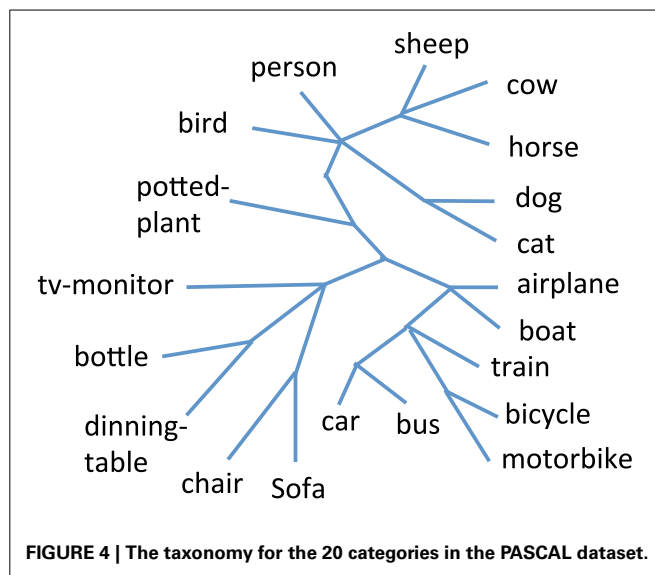 sheep
person
cow
bird
horse
potted-
plant
dog
cat
tv-monitor
airplane
boat
bottle
train
car
bus
bicycle
dinning-
table
motorbike
chair
Sofa
FIGURE 4 | The taxonomy for the 20 categories in the PASCAL dataset.